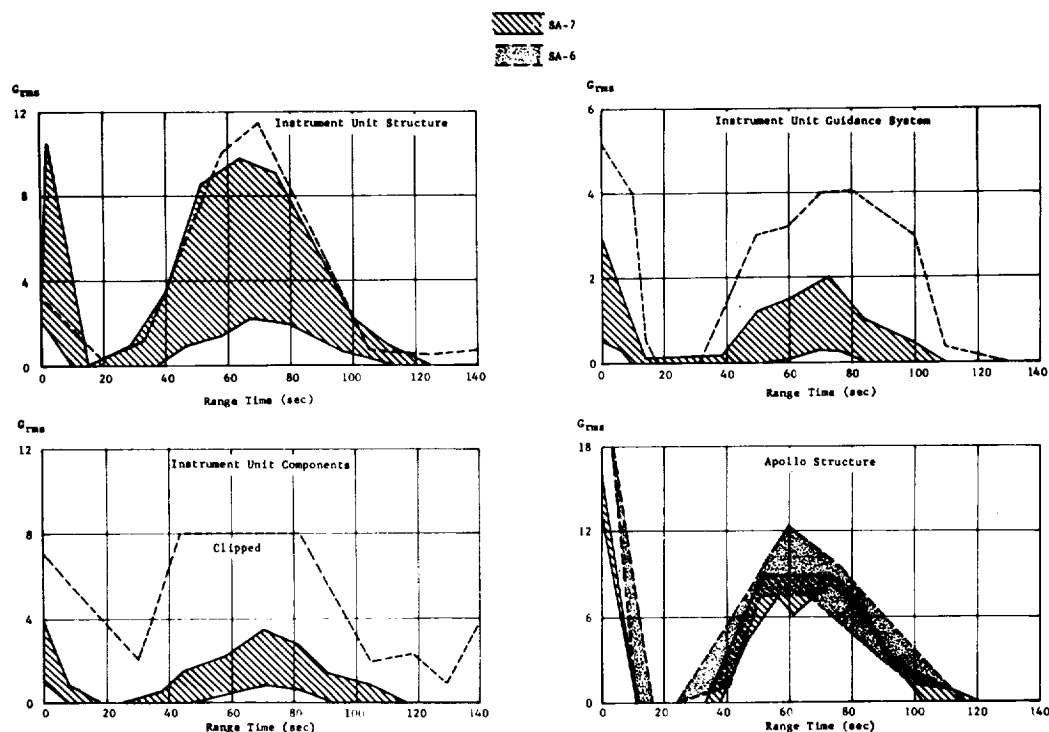 SA-7
SA-6
Grms
12
8
4
0
Instrument Unit Structure
0 20 40 60 80 100 120 140
Range Time (sec)
Grms
6
4
2
0
Instrument Unit Guidance System
0 20 40 60 80 100 120 140
Range Time (sec)
Grms
12
8
4
0
Instrument Unit Components
Clipped
0 20 40 60 80 100 120 140
Range Time (sec)
Grms
18
12
6
0
Apollo Structure
0 20 40 60 80 100 120 140
Range Time (sec)